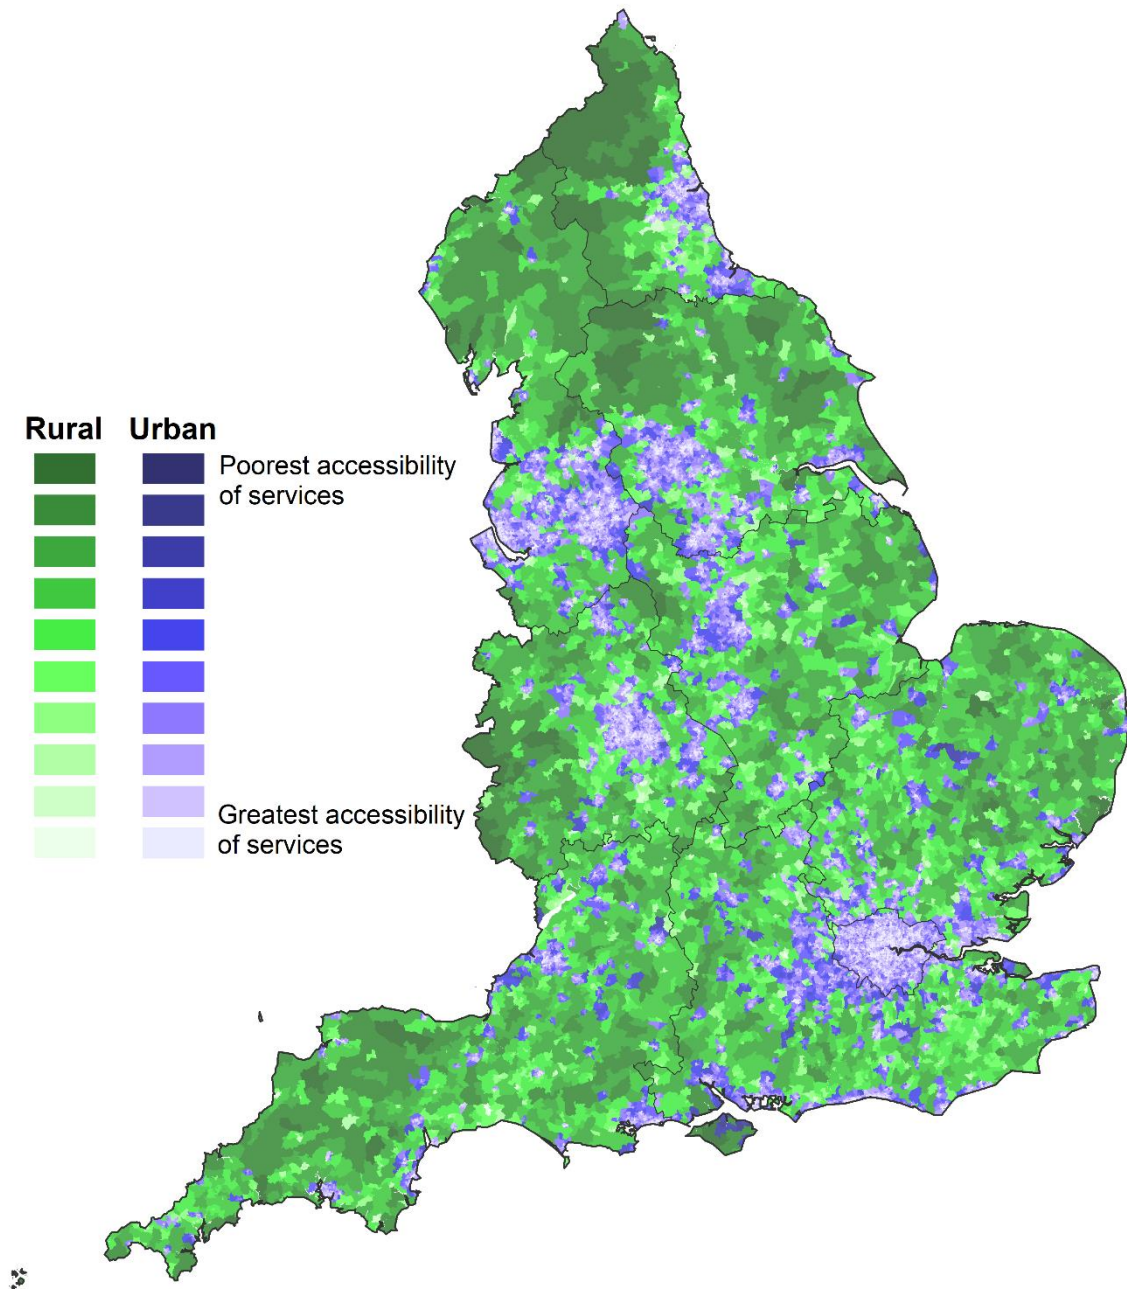 Rural Urban
Poorest accessibility
of services
Greatest accessibility
of services